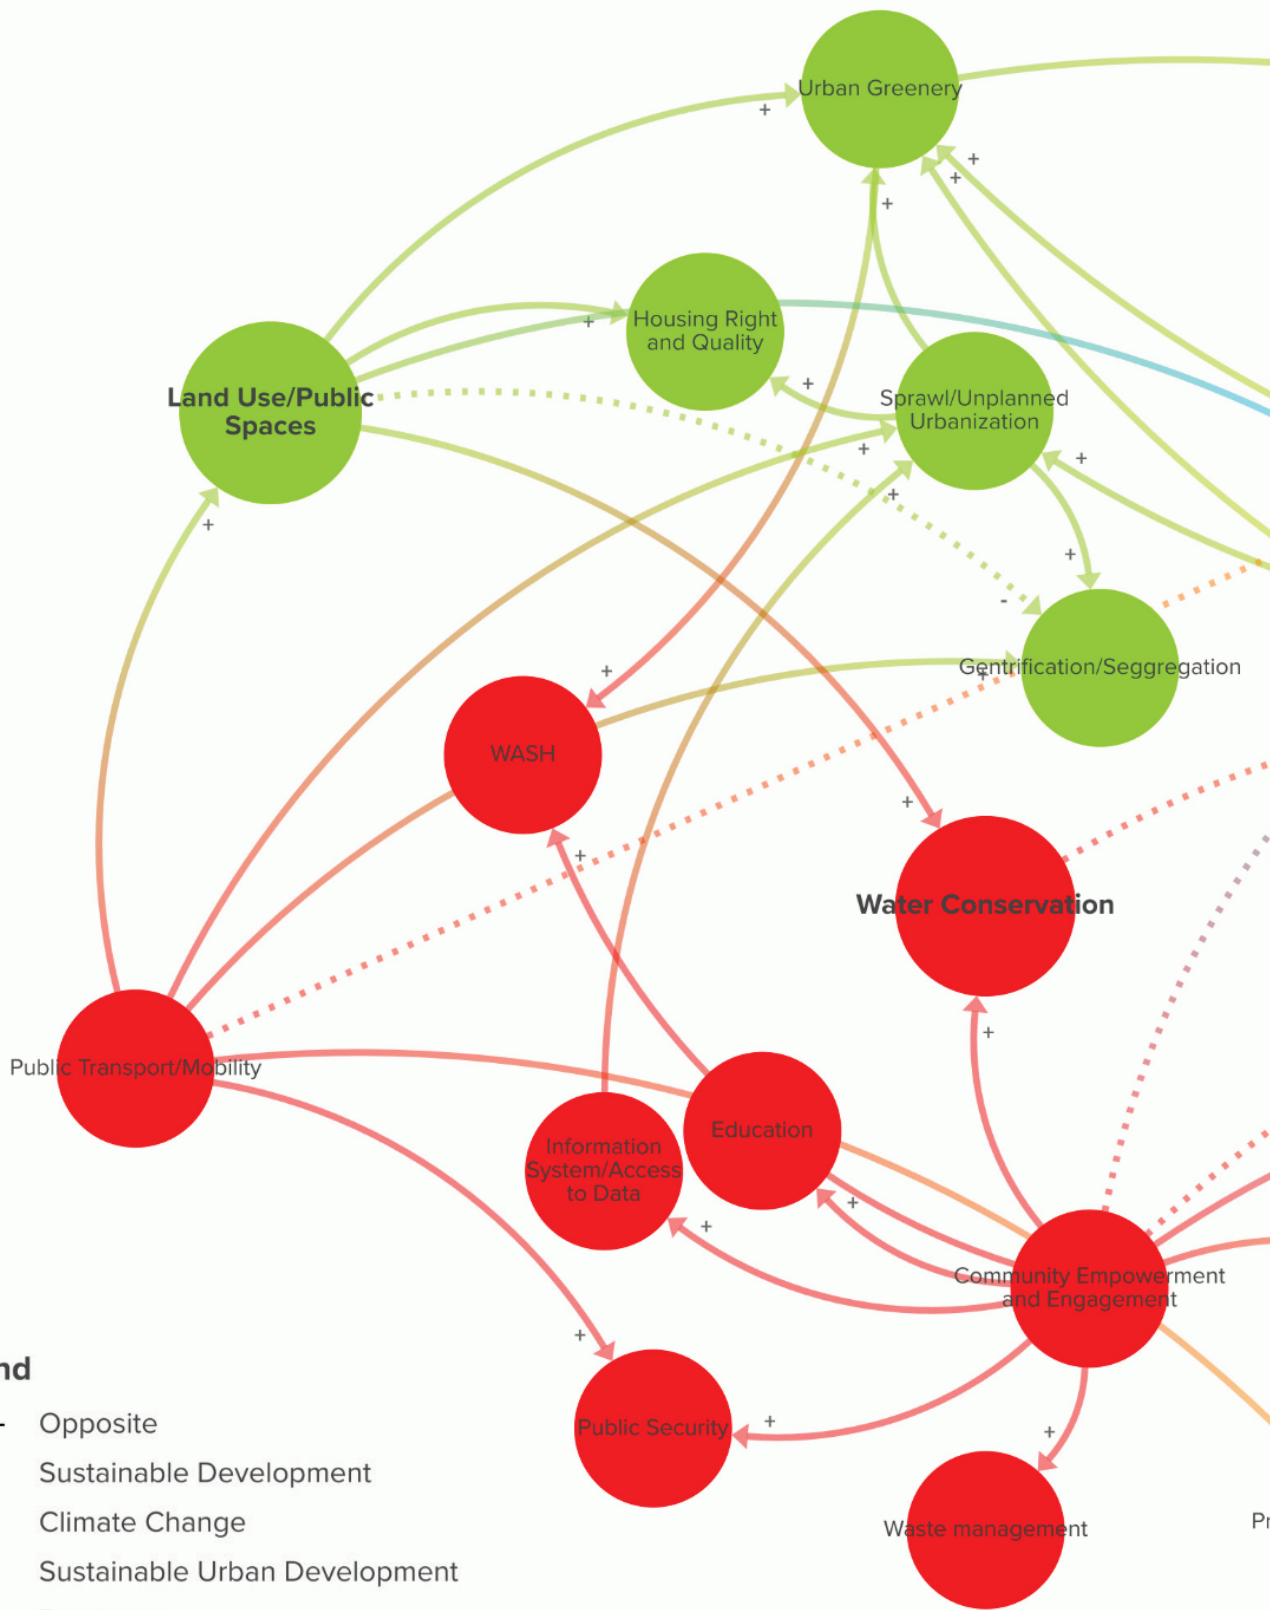 Urban Greenery
+
+
+
+
Housing Right
and Quality
+
Land Use/Public
Spaces
+
Sprawl/Unplanned
Urbanization
+
+
+
+
+
-
Gentrification/Seggregation
+
+
WASH
+
+
Water Conservation
+
Public Transport/Mobility
Education
Information
System/Access
to Data
+
+
Community Empowerment
and Engagement
+
Public Security
+
+
Waste management
Pr
nd
- Opposite
Sustainable Development
Climate Change
Sustainable Urban Development